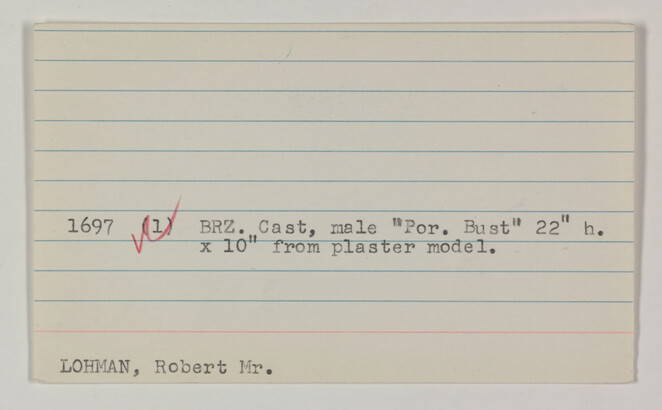 1697 (1) BRZ. Cast, male "Por. Bust" 22" h.
x 10" from plaster model.
LOHMAN, Robert Mr.